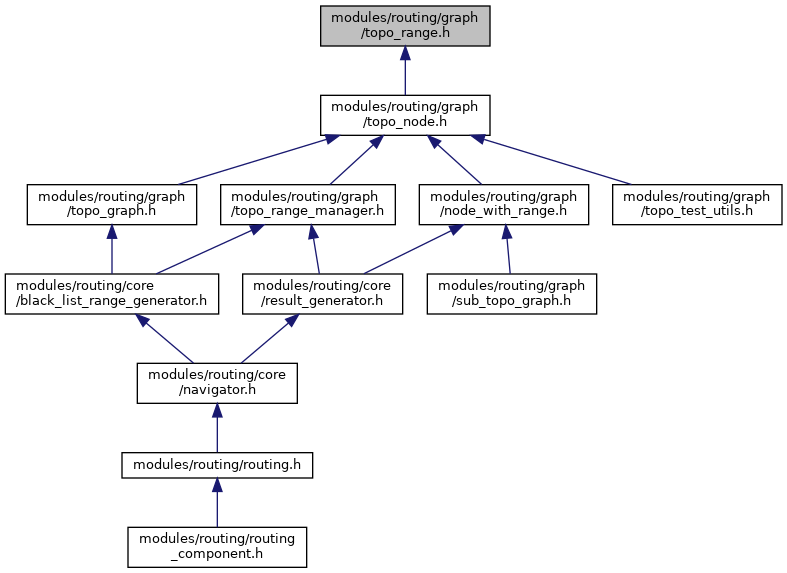 modules/routing/graph
/topo_range.h
modules/routing/graph
/topo_node.h
modules/routing/graph
/topo_graph.h
modules/routing/graph
/topo_range_manager.h
modules/routing/graph
/node_with_range.h
modules/routing/graph
/topo_test_utils.h
modules/routing/core
/black_list_range_generator.h
modules/routing/core
/result_generator.h
modules/routing/graph
/sub_topo_graph.h
modules/routing/core
/navigator.h
modules/routing/routing.h
modules/routing/routing
_component.h